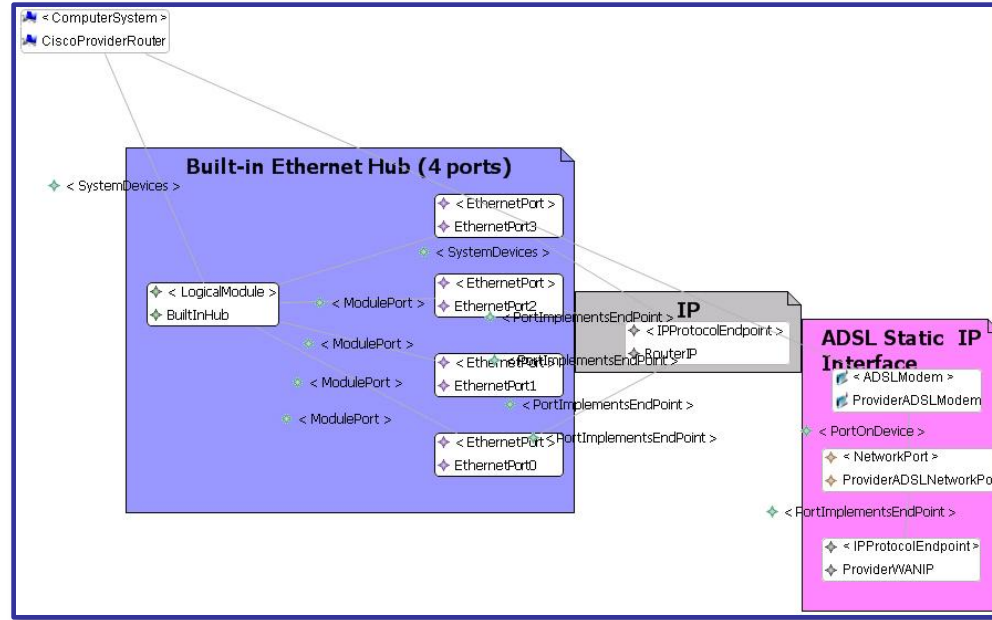 < ComputerSystem >
CiscoProviderRouter
Built-in Ethernet Hub (4 ports)
< SystemDevices >
< EthernetPort >
EthernetPort3
< SystemDevices >
< LogicalModule >
BuiltInHub
< EthernetPort >
EthernetPort2
< ModulePort >
< PortImplementsEndPoint >
IP
< IPProtocolEndpoint >
RouterIP
< ModulePort >
< EthernetPort >
EthernetPort1
< PortImplementsEndPoint >
< ModulePort >
< PortImplementsEndPoint >
< ModulePort >
< EthernetPort >
EthernetPort0
< PortImplementsEndPoint >
ADSL Static IP
Interface
< ADSLModem >
ProviderADSLModem
< PortOnDevice >
< NetworkPort >
ProviderADSLNetworkPo
< PortImplementsEndPoint >
< IPProtocolEndpoint >
ProviderWANIP